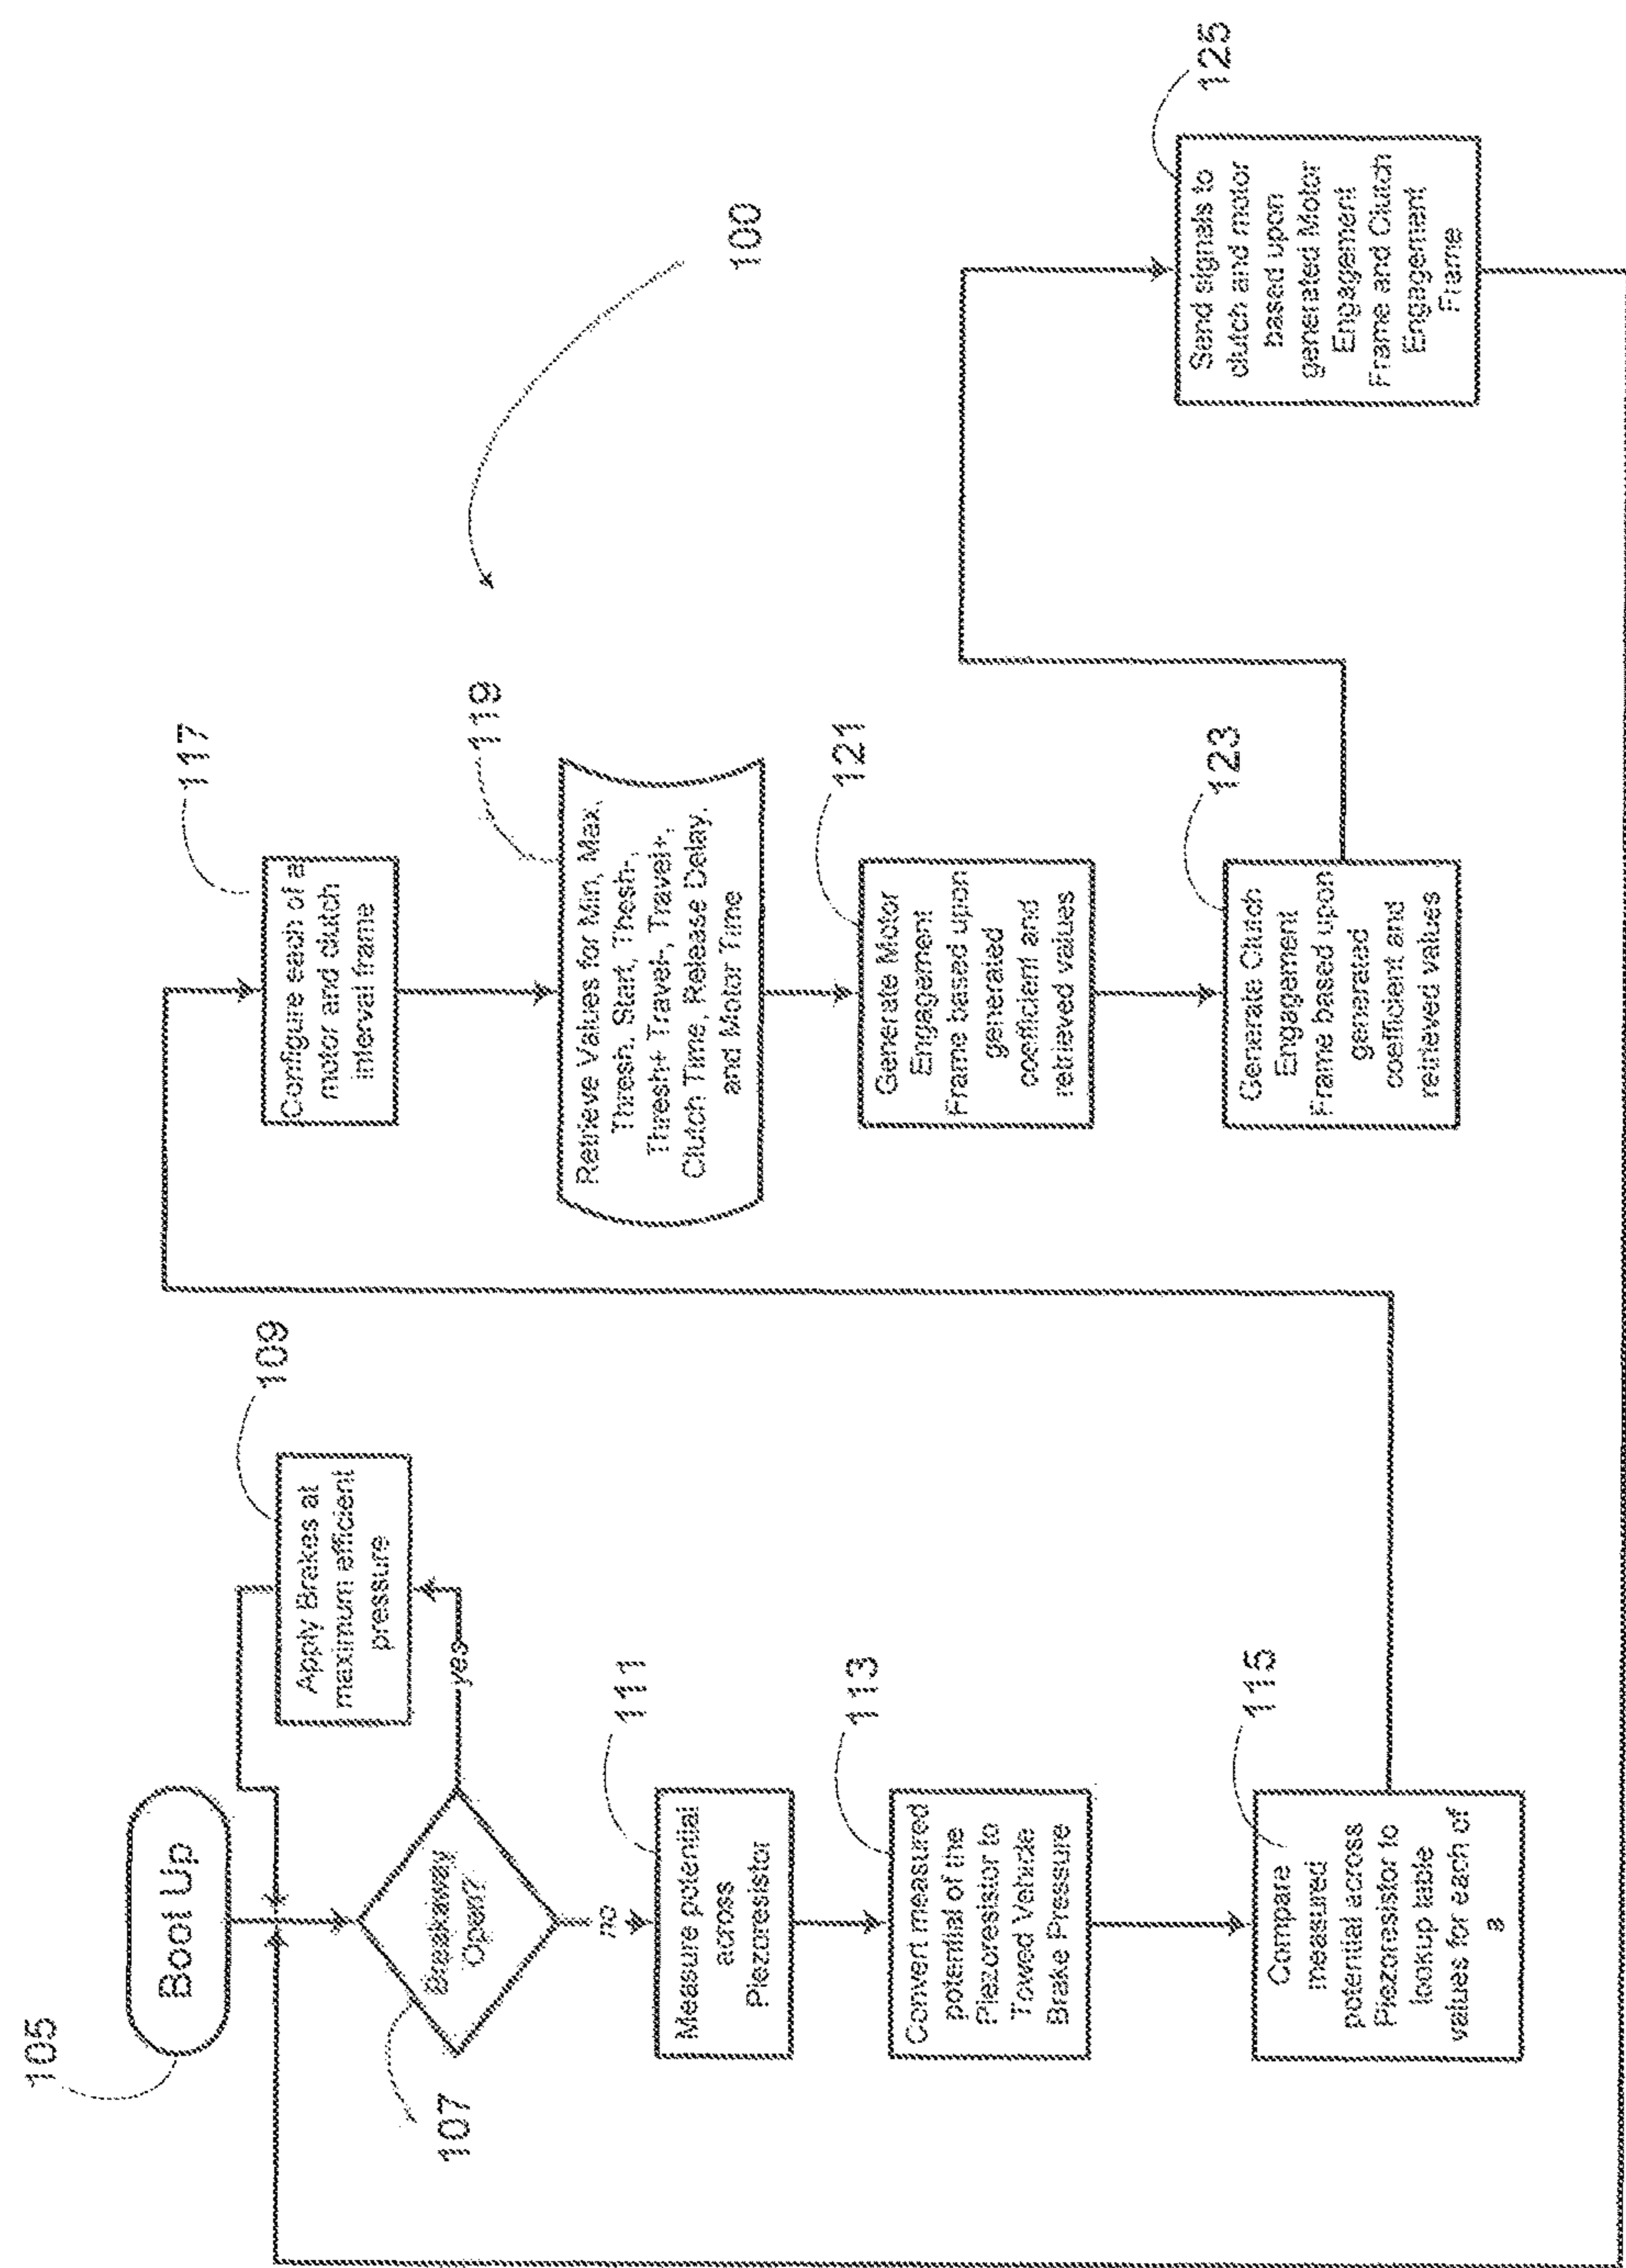 105
Boot Up
109
Apply Brakes at
maximum efficient
pressure
107
Breakaway
Open?
yes
no
111
Measure potential
across
Piezoresistor
113
Convert measured
potential of the
Piezoresistor to
Towed Vehicle
Brake Pressure
115
Compare
measured
potential across
Piezoresistor to
lookup table
values for each of
a
117
Configure each of a
motor and clutch
interval frame
119
Retrieve Values for Min, Max,
Thresh. Start, Thesh-,
Thresh+ Travel-, Travel+,
Clutch Time, Release Delay,
and Motor Time
121
Generate Motor
Engagement
Frame based upon
generated
coefficient and
retrieved values
123
Generate Clutch
Engagement
Frame based upon
generated
coefficient and
retrieved values
100
125
Send signals to
clutch and motor
based upon
generated Motor
Engagement
Frame and Clutch
Engagement
Frame